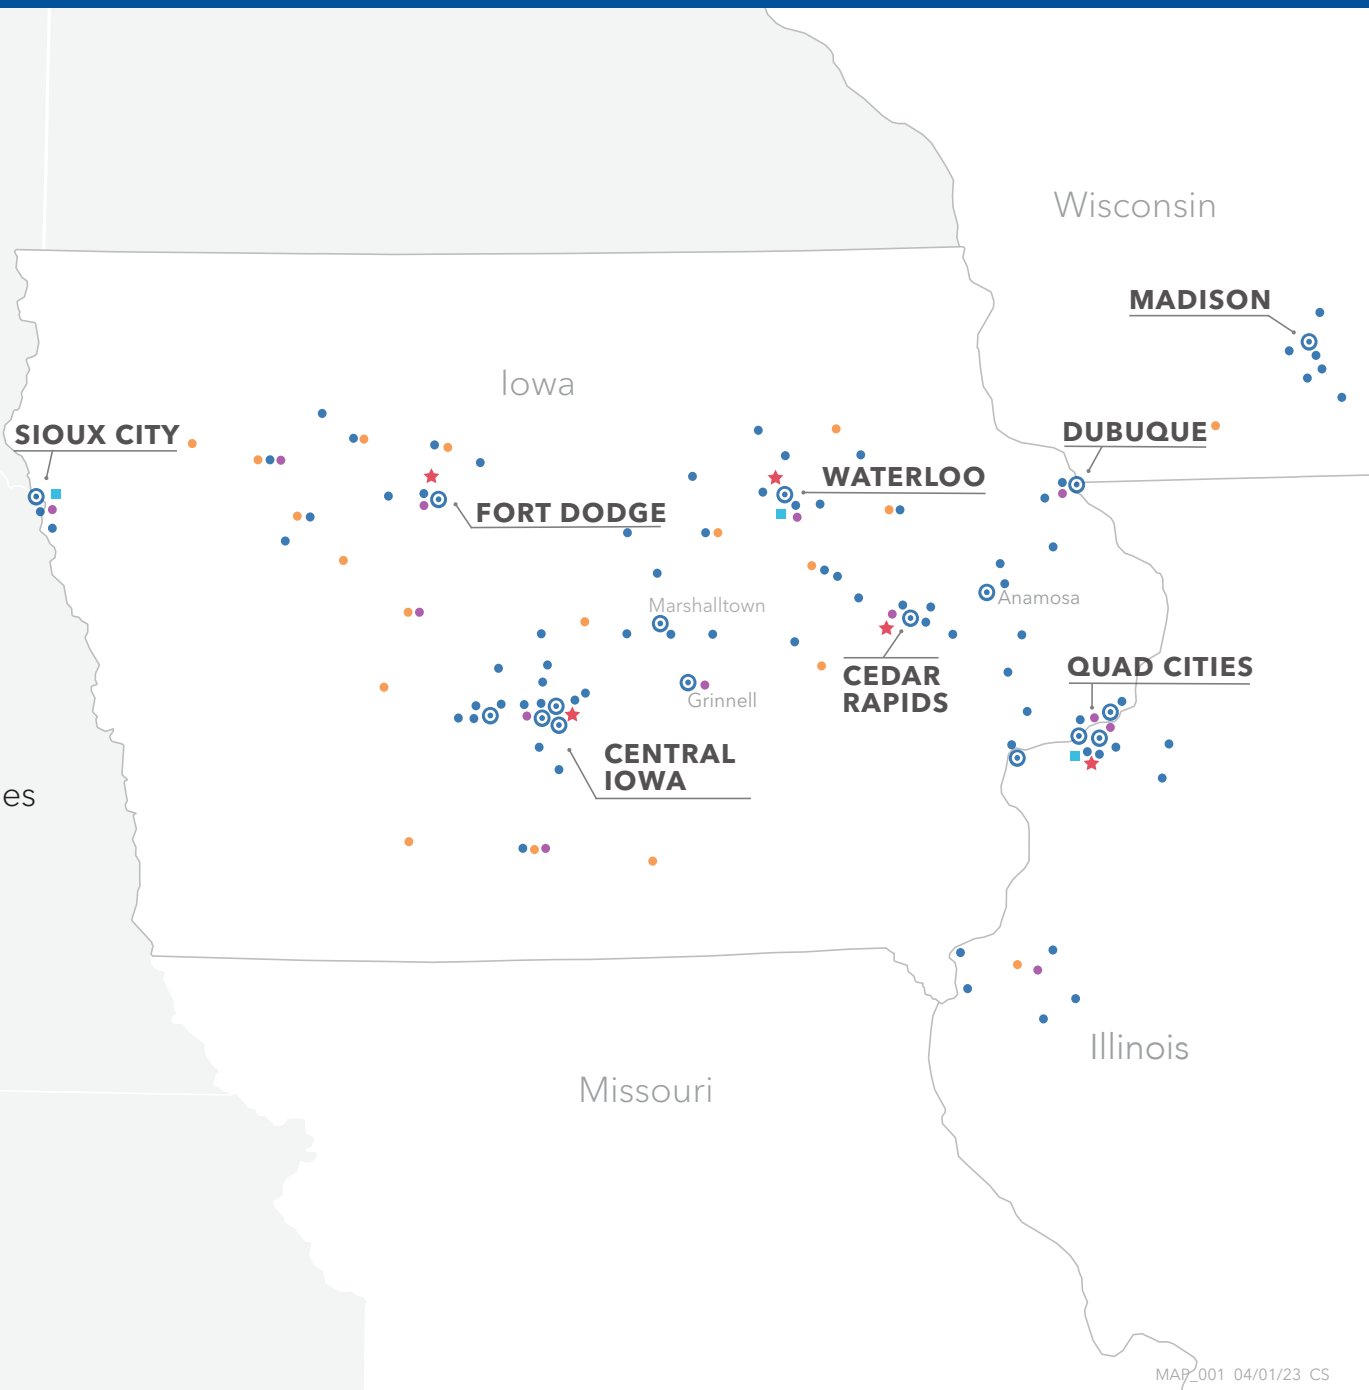 Wisconsin
MADISON
Iowa
SIOUX CITY
DUBUQUE
WATERLOO
FORT DODGE
Marshalltown
Anamosa
CEDAR
RAPIDS
QUAD CITIES
Grinnell
CENTRAL
IOWA
es
Illinois
Missouri
MAP_001 04/01/23 CS